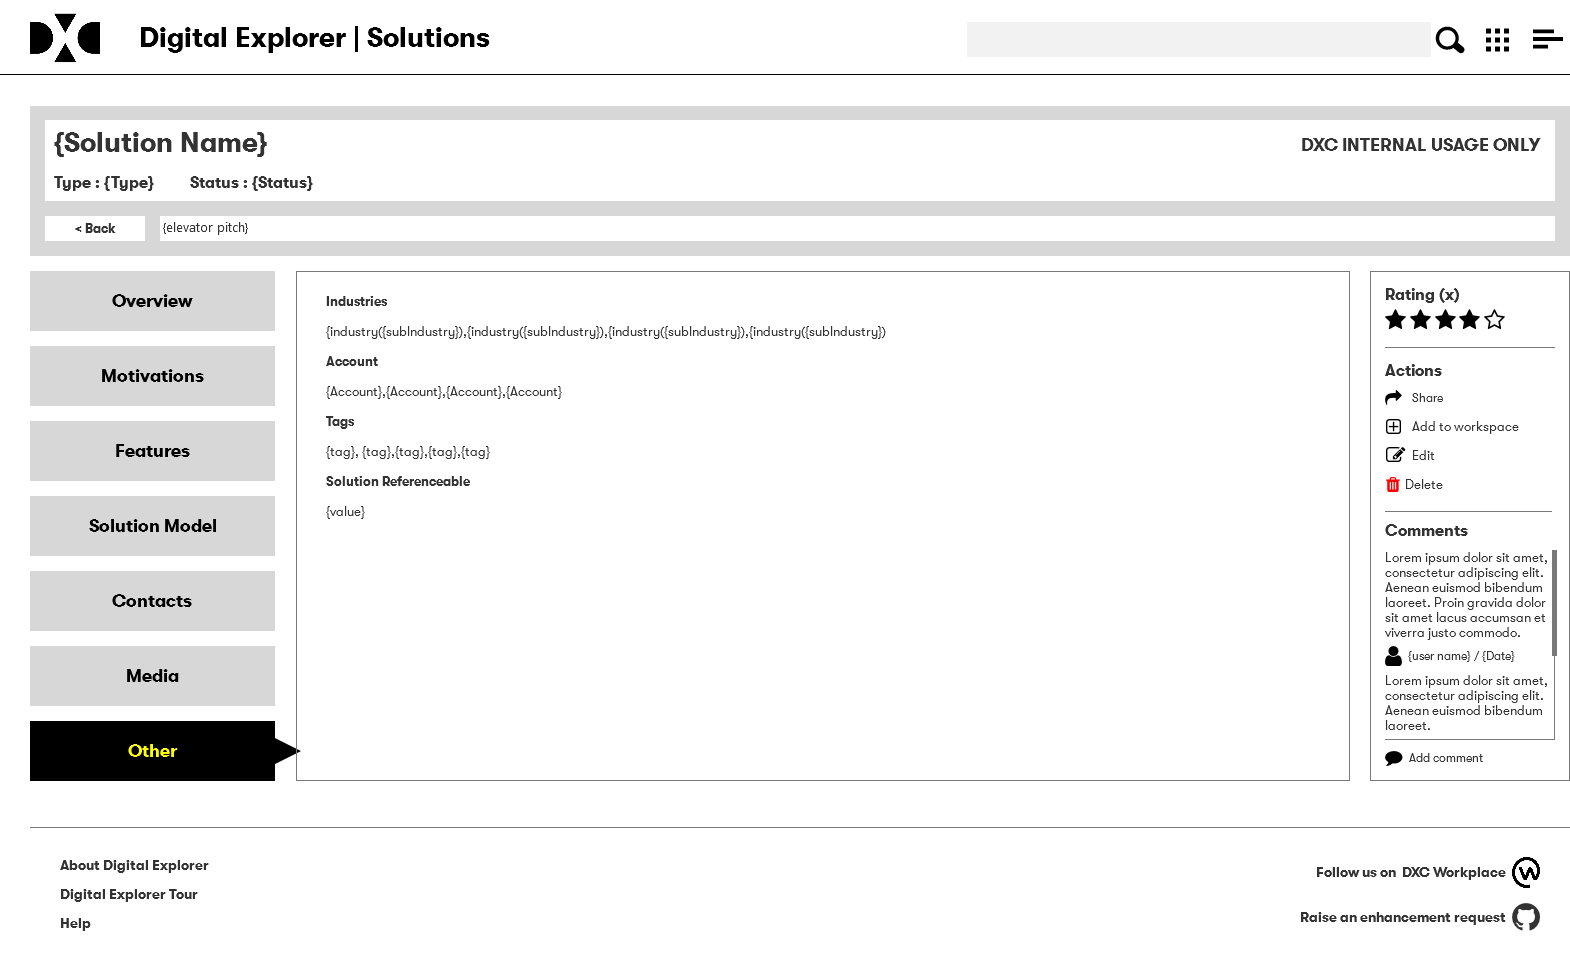 DXC
Digital Explorer | Solutions
{Solution Name}
DXC INTERNAL USAGE ONLY
Type : {Type}
Status : {Status}
< Back
{elevator pitch}
Overview
Motivations
Features
Solution Model
Contacts
Media
Other
Industries
{industry({subIndustry}),{industry({subIndustry}),{industry({subIndustry}),{industry({subIndustry})
Account
{Account},{Account},{Account},{Account}
Tags
{tag}, {tag},{tag},{tag},{tag}
Solution Referenceable
{value}
Rating (x)
Actions
Share
Add to workspace
Edit
Delete
Comments
Lorem ipsum dolor sit amet,
consectetur adipiscing elit.
Aenean euismod bibendum
laoreet. Proin gravida dolor
sit amet lacus accumsan et
viverra justo commodo.
{user name} / {Date}
Lorem ipsum dolor sit amet,
consectetur adipiscing elit.
Aenean euismod bibendum
laoreet.
Add comment
About Digital Explorer
Digital Explorer Tour
Help
Follow us on DXC Workplace
Raise an enhancement request